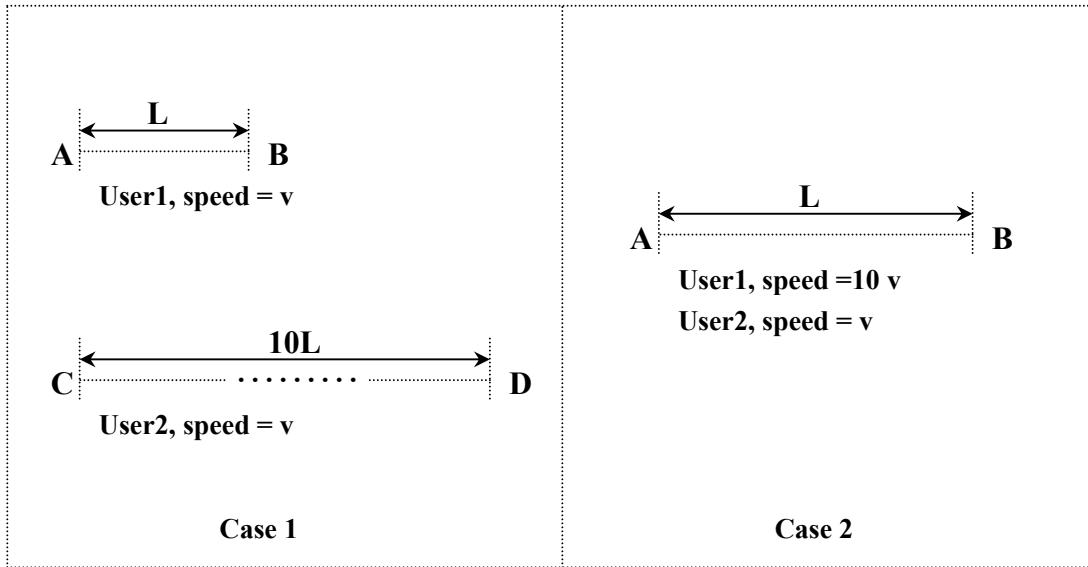 L
A B
User1, speed = v
10L
C D
User2, speed = v
Case 1
L
A B
User1, speed =10 v
User2, speed = v
Case 2